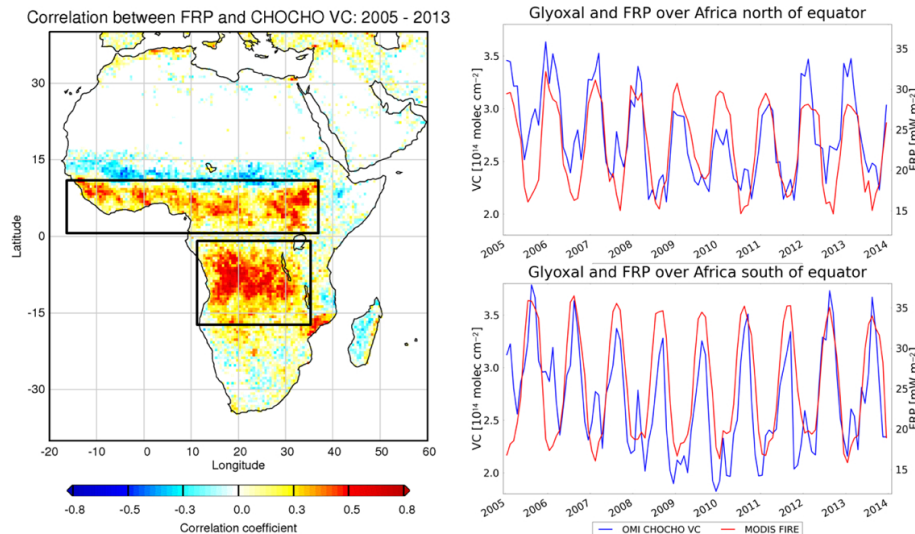 Correlation between FRP and CHOCHO VC: 2005 - 2013
30
15
0
-15
-30
Latitude
-20 -10 0 10 20 30 40 50 60
Longitude
-0.8 -0.5 -0.3 0.0 0.3 0.5 0.8
Correlation coefficient
Glyoxal and FRP over Africa north of equator
3.5
3.0
2.5
2.0
VC [10¹⁴ molec cm⁻²]
35
30
25
20
15
FRP [mW m⁻²]
2005 2006 2007 2008 2009 2010 2011 2012 2013 2014
Glyoxal and FRP over Africa south of equator
3.5
3.0
2.5
2.0
VC [10¹⁴ molec cm⁻²]
35
30
25
20
15
FRP [mW m⁻²]
2005 2006 2007 2008 2009 2010 2011 2012 2013 2014
OMI CHOCHO VC MODIS FIRE